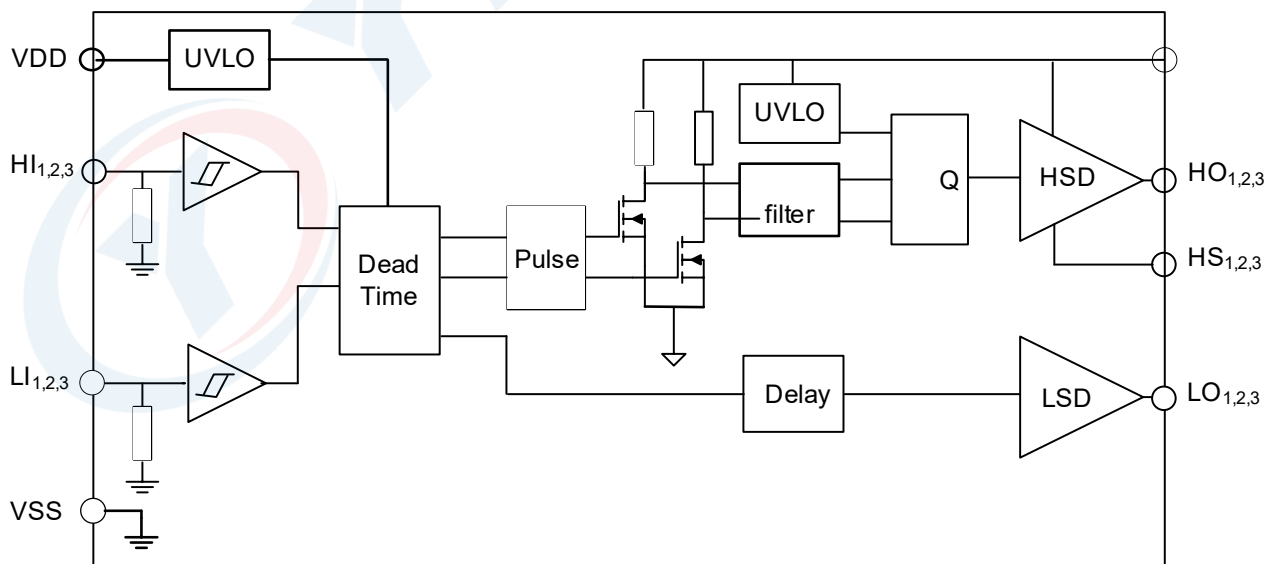 VDD
UVLO
UVLO
HI1,2,3
Q
HSD
HO1,2,3
filter
Dead
Time
Pulse
HS1,2,3
LI1,2,3
Delay
LSD
LO1,2,3
VSS